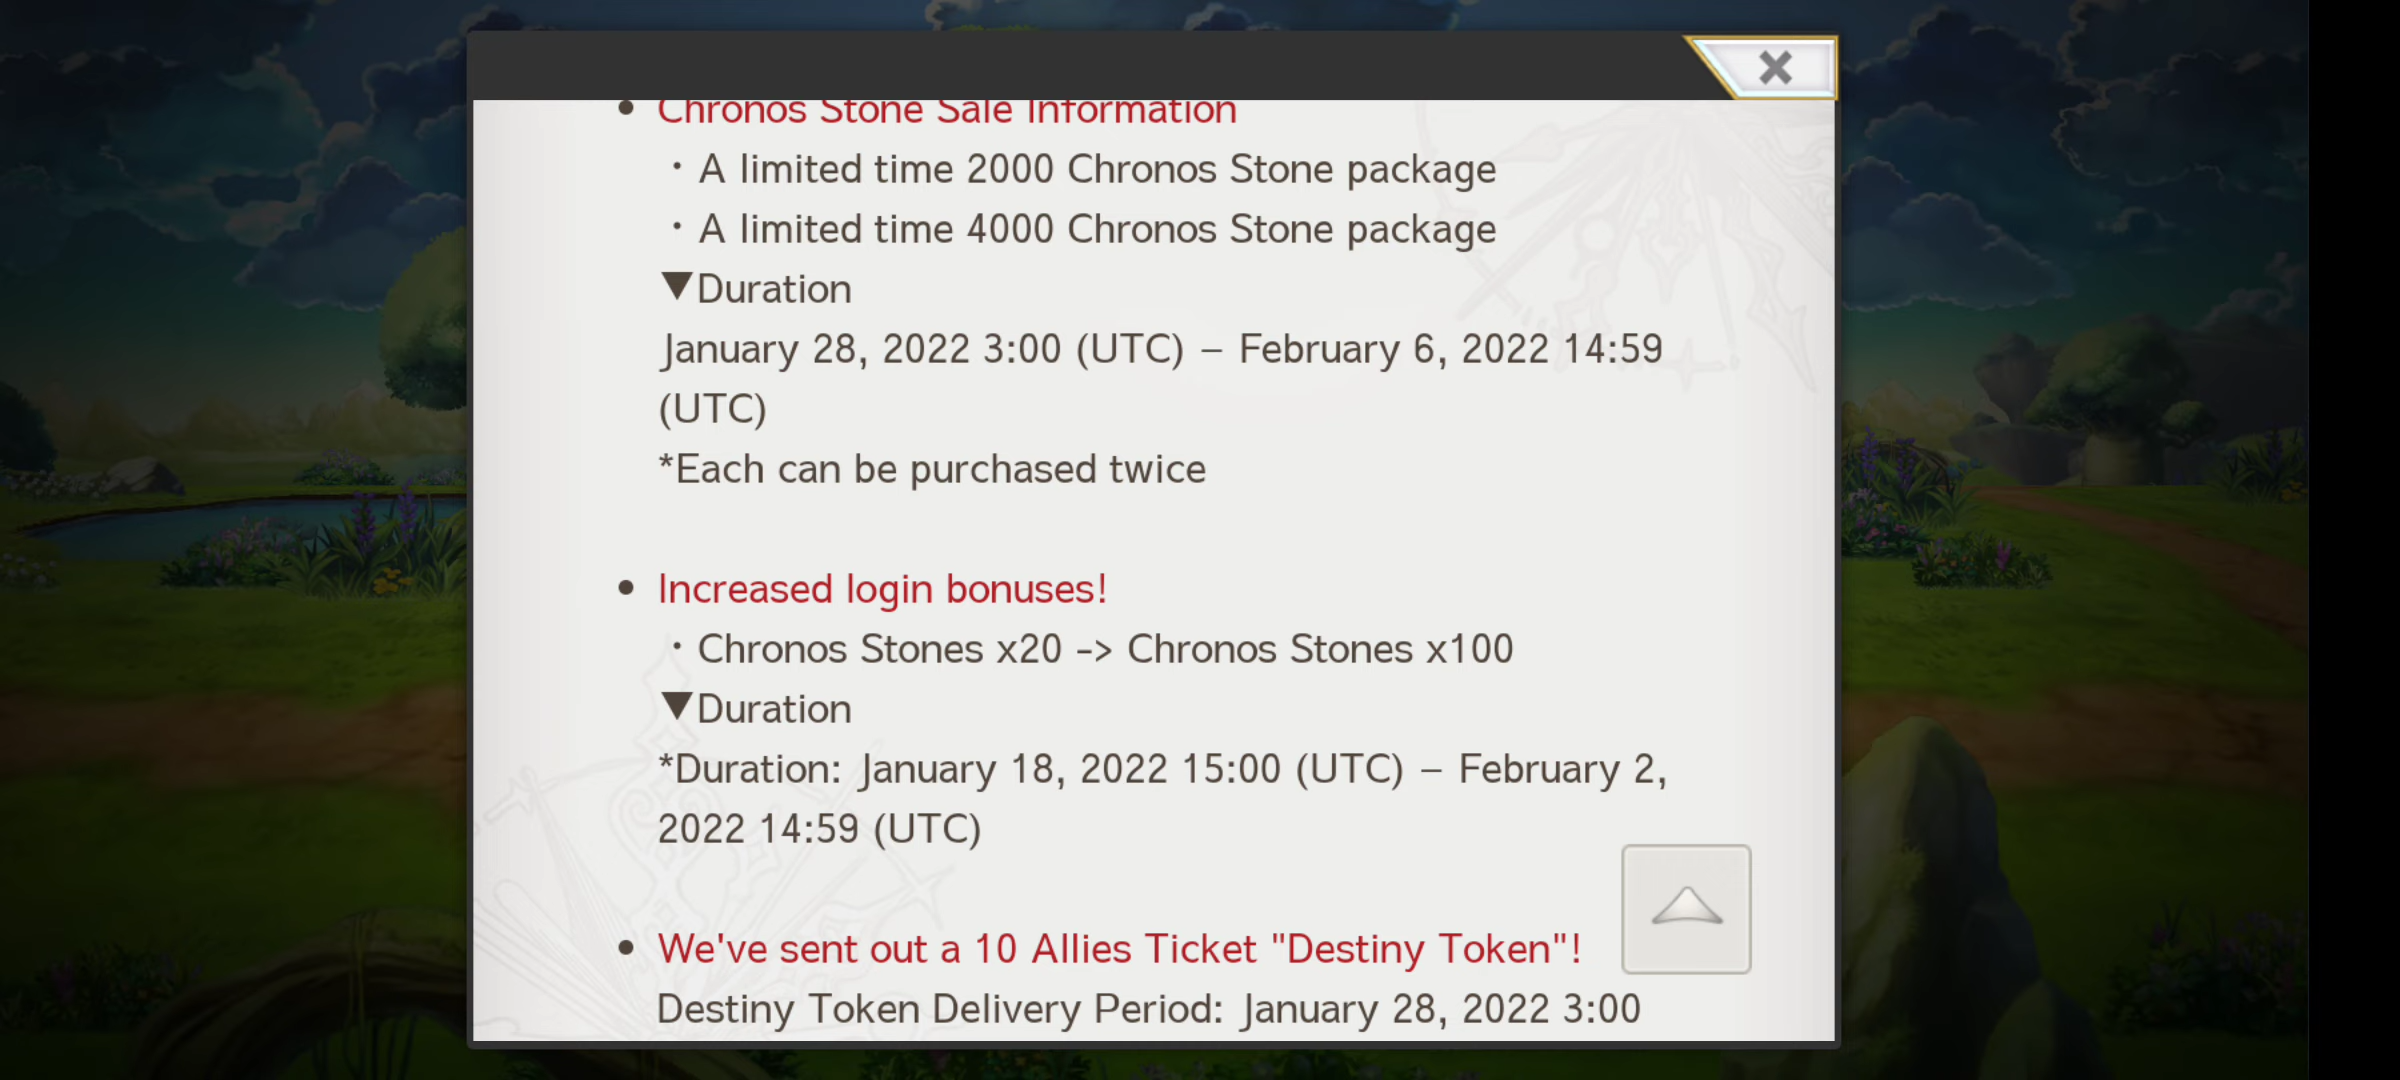 • Chronos Stone Sale Information
・A limited time 2000 Chronos Stone package
・A limited time 4000 Chronos Stone package
▼Duration
January 28, 2022 3:00 (UTC) – February 6, 2022 14:59
(UTC)
*Each can be purchased twice
• Increased login bonuses!
・Chronos Stones x20 -> Chronos Stones x100
▼Duration
*Duration: January 18, 2022 15:00 (UTC) – February 2,
2022 14:59 (UTC)
• We've sent out a 10 Allies Ticket "Destiny Token"!
Destiny Token Delivery Period: January 28, 2022 3:00